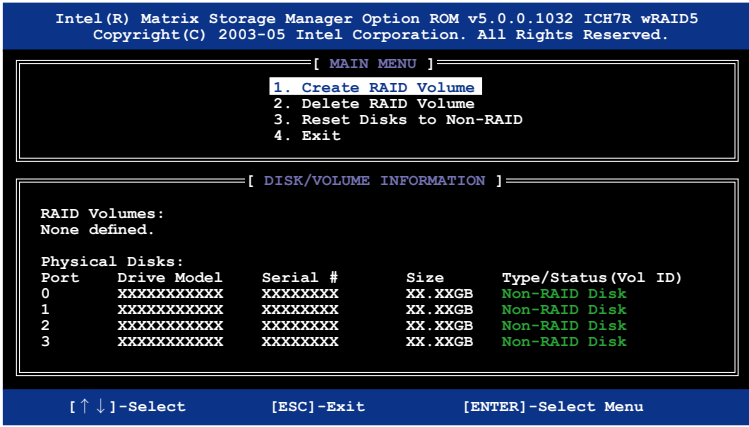 Intel(R) Matrix Storage Manager Option ROM v5.0.0.1032 ICH7R wRAID5
Copyright(C) 2003-05 Intel Corporation. All Rights Reserved.
[ MAIN MENU ]
1. Create RAID Volume
2. Delete RAID Volume
3. Reset Disks to Non-RAID
4. Exit
[ DISK/VOLUME INFORMATION ]
RAID Volumes:
None defined.
Physical Disks:
Port Drive Model Serial # Size Type/Status(Vol ID)
0 XXXXXXXXXXX XXXXXXXX XX.XXGB Non-RAID Disk
1 XXXXXXXXXXX XXXXXXXX XX.XXGB Non-RAID Disk
2 XXXXXXXXXXX XXXXXXXX XX.XXGB Non-RAID Disk
3 XXXXXXXXXXX XXXXXXXX XX.XXGB Non-RAID Disk
[↑↓]-Select [ESC]-Exit [ENTER]-Select Menu